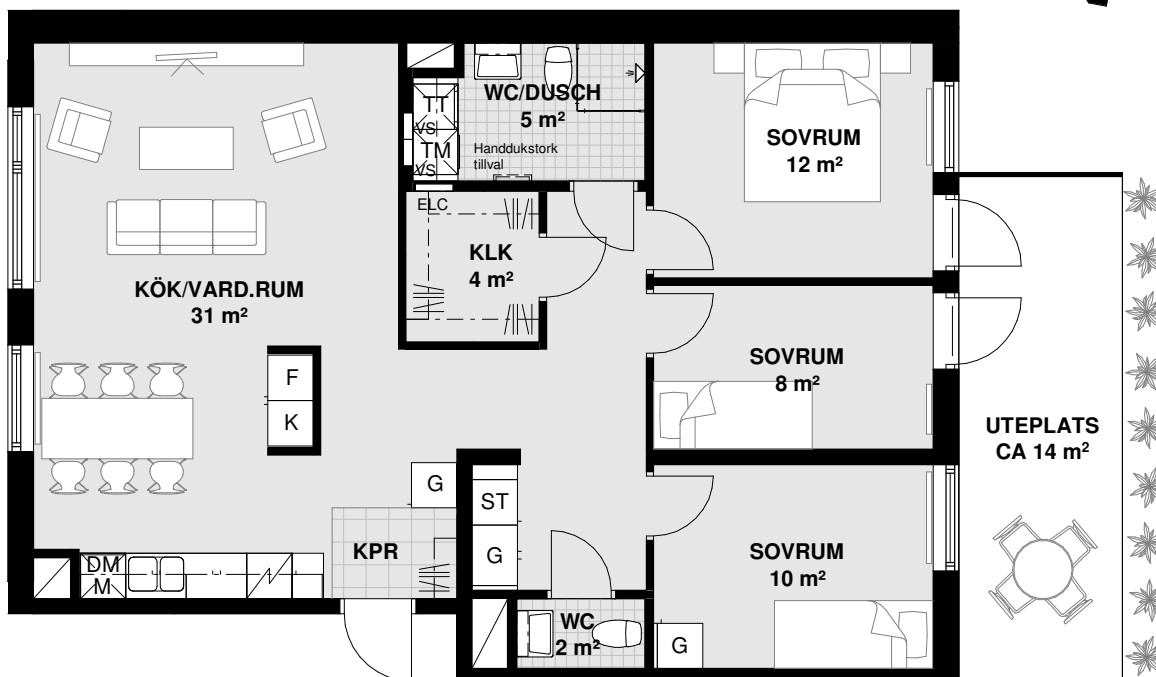 WC/DUSCH
5 m²
TT
VS
TM
VS
Handdukstork
tillval
SOVRUM
12 m²
ELC
KLK
4 m²
KÖK/VARD.RUM
31 m²
F
K
SOVRUM
8 m²
UTEPLATS
CA 14 m²
G
ST
G
KPR
DM
M
SOVRUM
10 m²
WC
2 m²
G